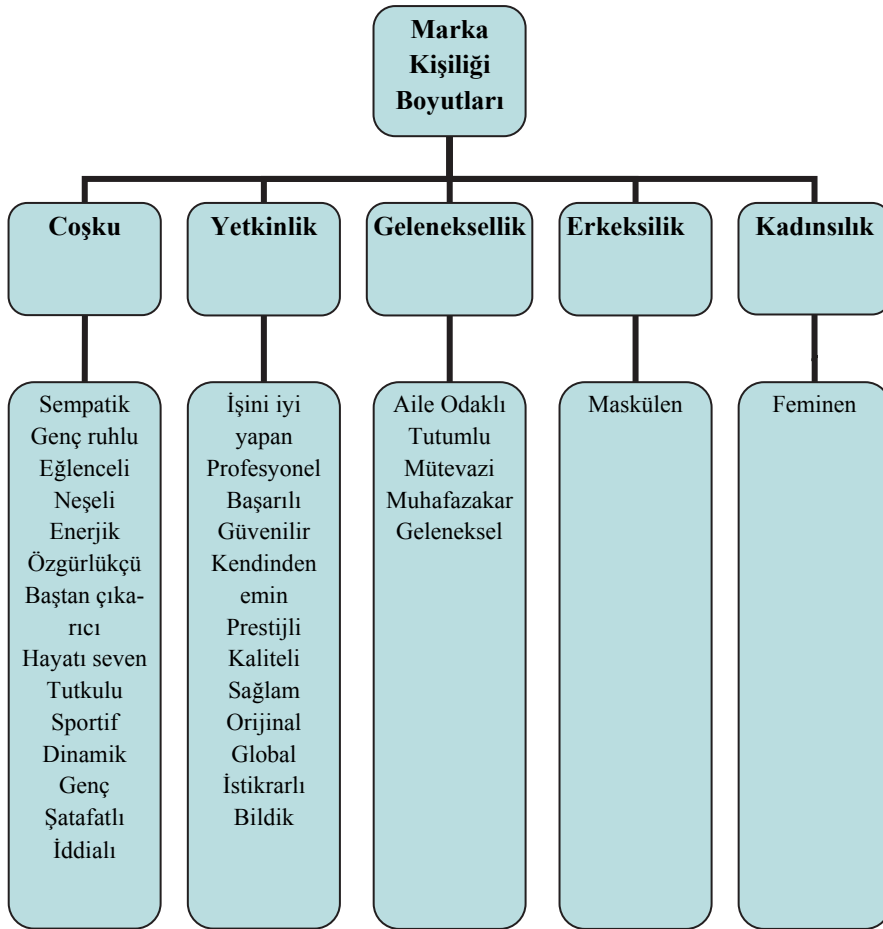 Marka
Kişiliği
Boyutları
Coşku
Yetkinlik
Geleneksellik
Erkeksilik
Kadınsılık
Sempatik
Genç ruhlu
Eğlenceli
Neşeli
Enerjik
Özgürlükçü
Baştan çıka-
rıcı
Hayatı seven
Tutkulu
Sportif
Dinamik
Genç
Şatafatlı
İddialı
İşini iyi
yapan
Profesyonel
Başarılı
Güvenilir
Kendinden
emin
Prestijli
Kaliteli
Sağlam
Orijinal
Global
İstikrarlı
Bildik
Aile Odaklı
Tutumlu
Mütevazi
Muhafazakar
Geleneksel
Maskülen
Feminen